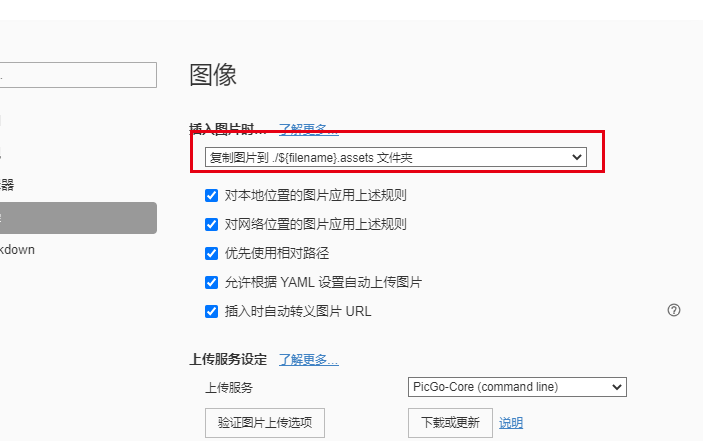 图像
插入图片时... 了解更多...
复制图片到 ./${filename}.assets 文件夹
对本地位置的图片应用上述规则
器
对网络位置的图片应用上述规则
kdown
优先使用相对路径
允许根据 YAML 设置自动上传图片
插入时自动转义图片 URL
上传服务设定 了解更多...
上传服务 PicGo-Core (command line)
验证图片上传选项 下载或更新 说明